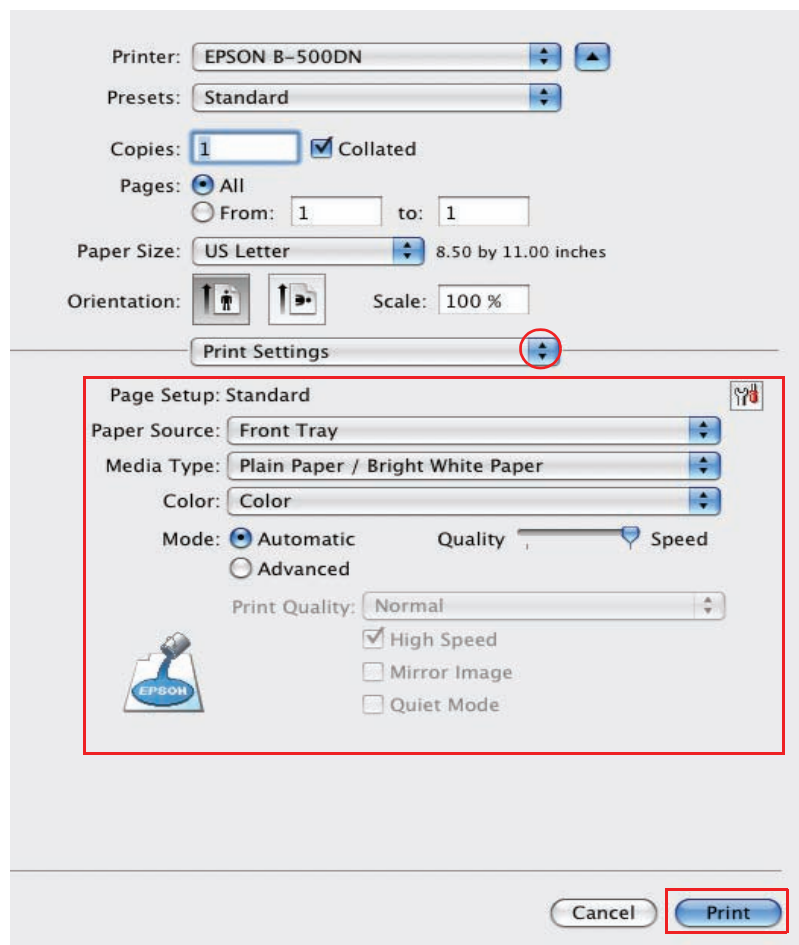 Printer: EPSON B-500DN
Presets: Standard
Copies: 1 Collated
Pages: All
From: 1 to: 1
Paper Size: US Letter 8.50 by 11.00 inches
Orientation: Scale: 100 %
Print Settings
Page Setup: Standard
Paper Source: Front Tray
Media Type: Plain Paper / Bright White Paper
Color: Color
Mode: Automatic Quality Speed
Advanced
Print Quality: Normal
High Speed
EPSON Mirror Image
Quiet Mode
Cancel Print